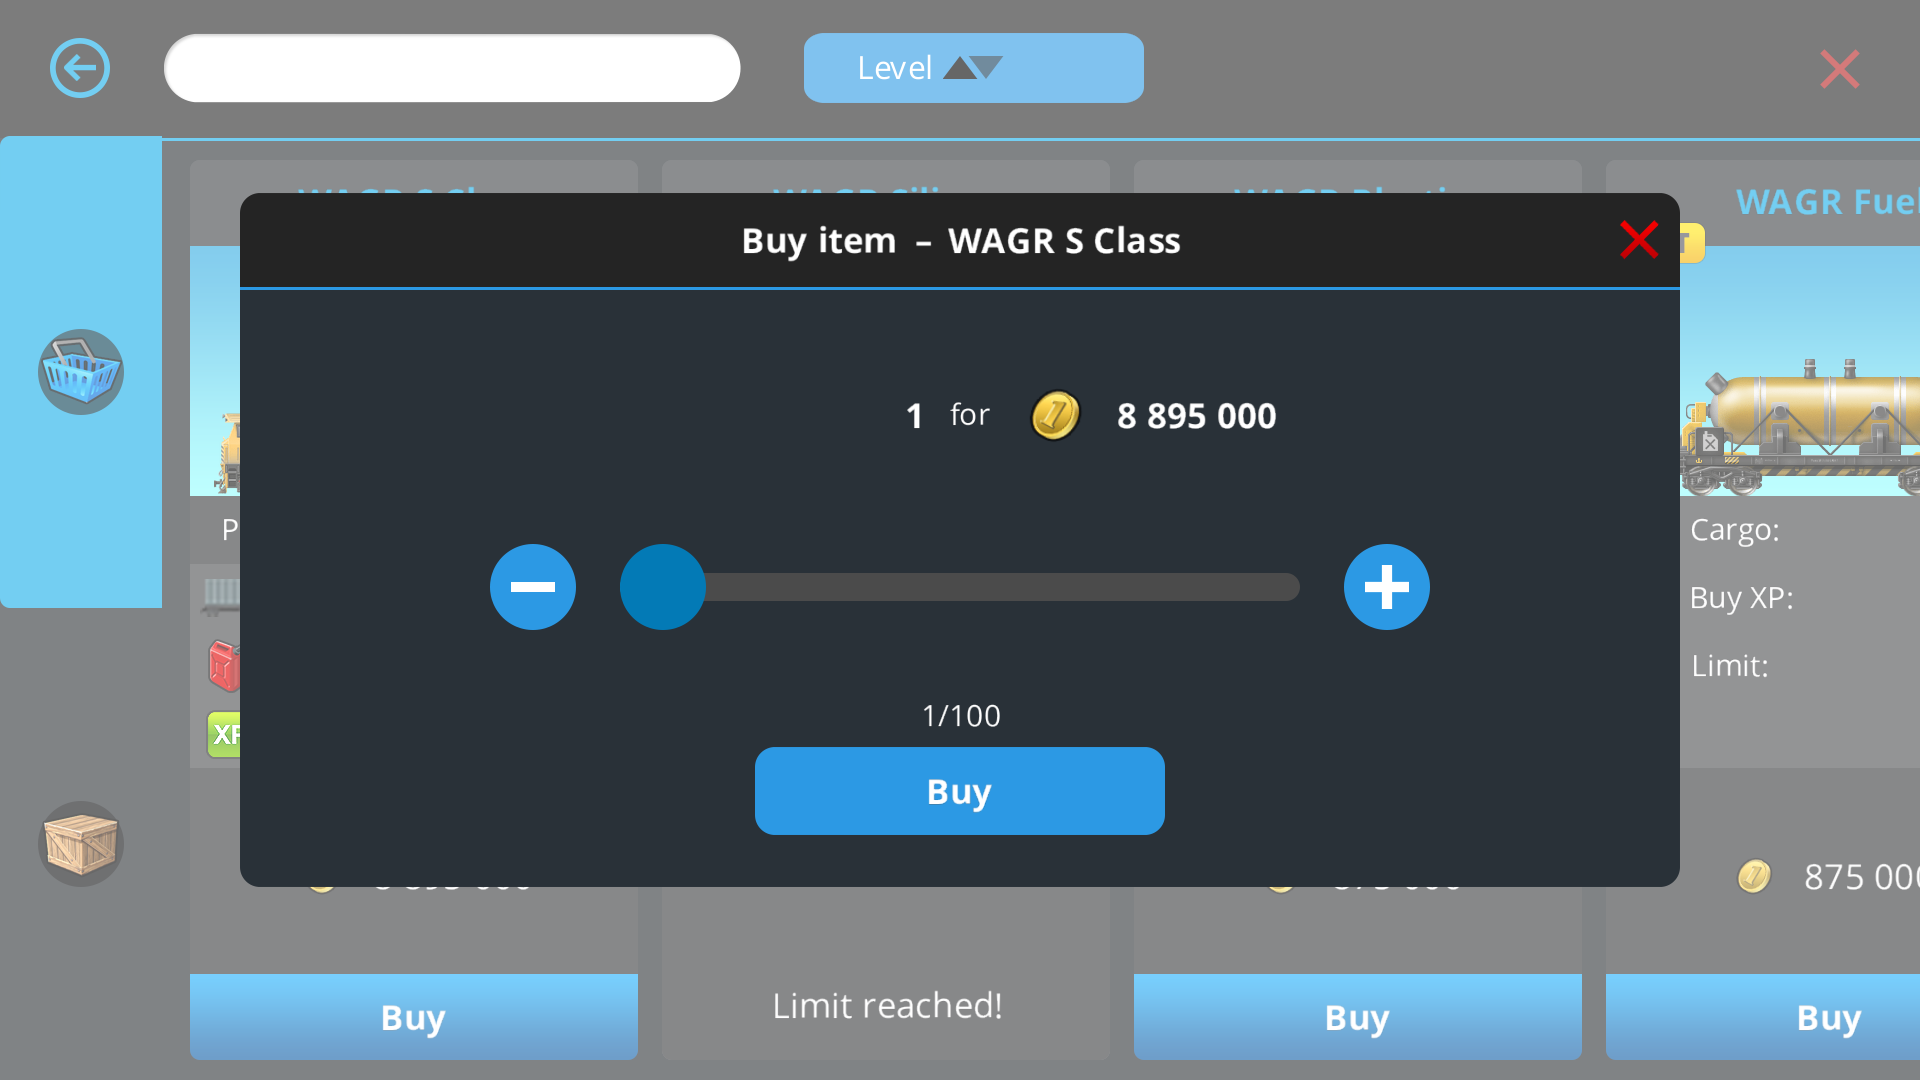 Level
WAGR Fuel
Buy item – WAGR S Class
1 for 8 895 000
Cargo:
Buy XP:
Limit:
1/100
Buy
875 000
Buy
Limit reached!
Buy
Buy